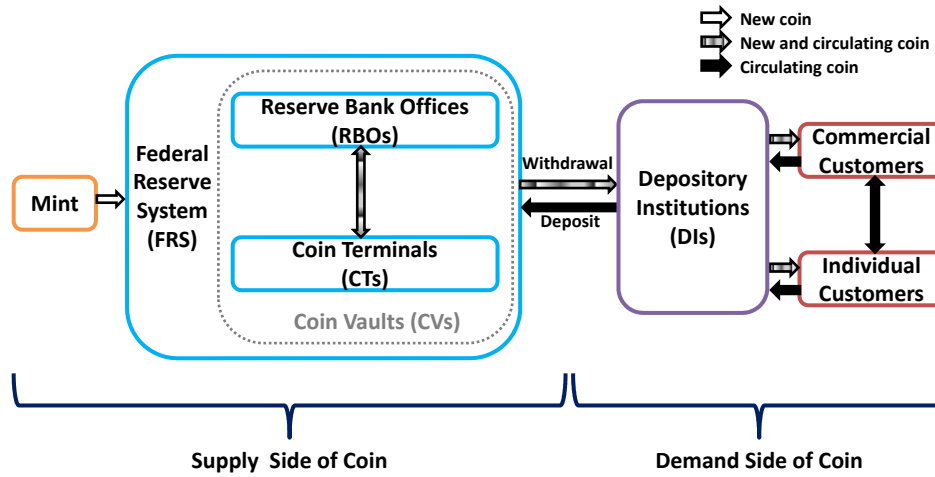 New coin
New and circulating coin
Circulating coin
Mint
Federal
Reserve
System
(FRS)
Reserve Bank Offices
(RBOs)
Coin Terminals
(CTs)
Coin Vaults (CVs)
Withdrawal
Deposit
Depository
Institutions
(DIs)
Commercial
Customers
Individual
Customers
Supply Side of Coin
Demand Side of Coin